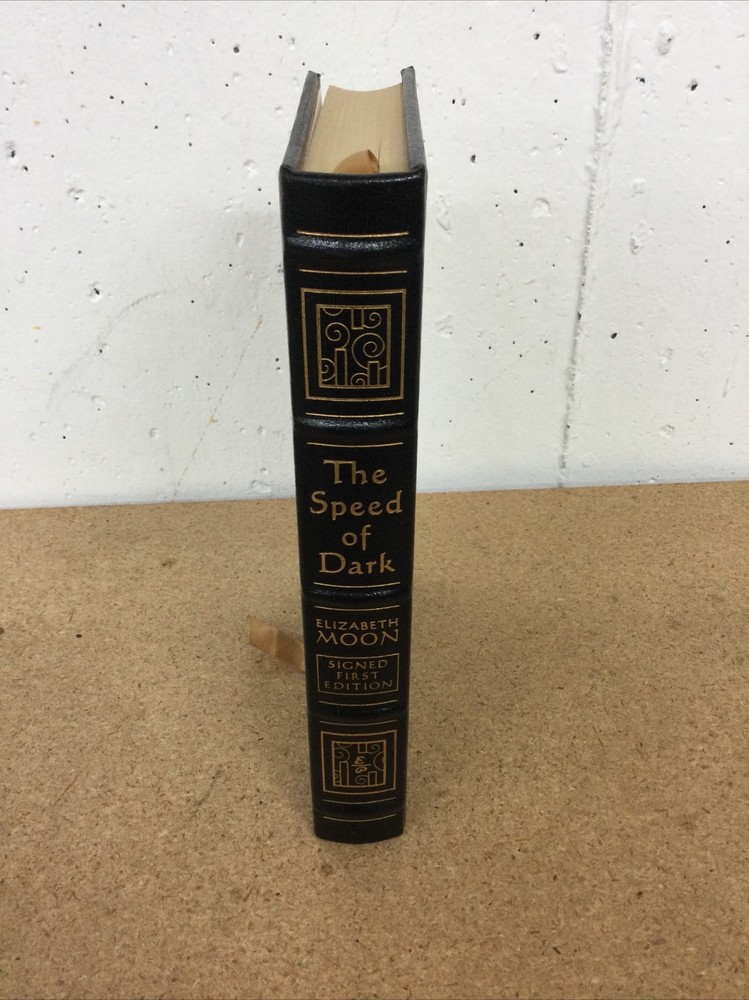 The
Speed
of
Dark
ELIZABETH
MOON
SIGNED
FIRST
EDITION